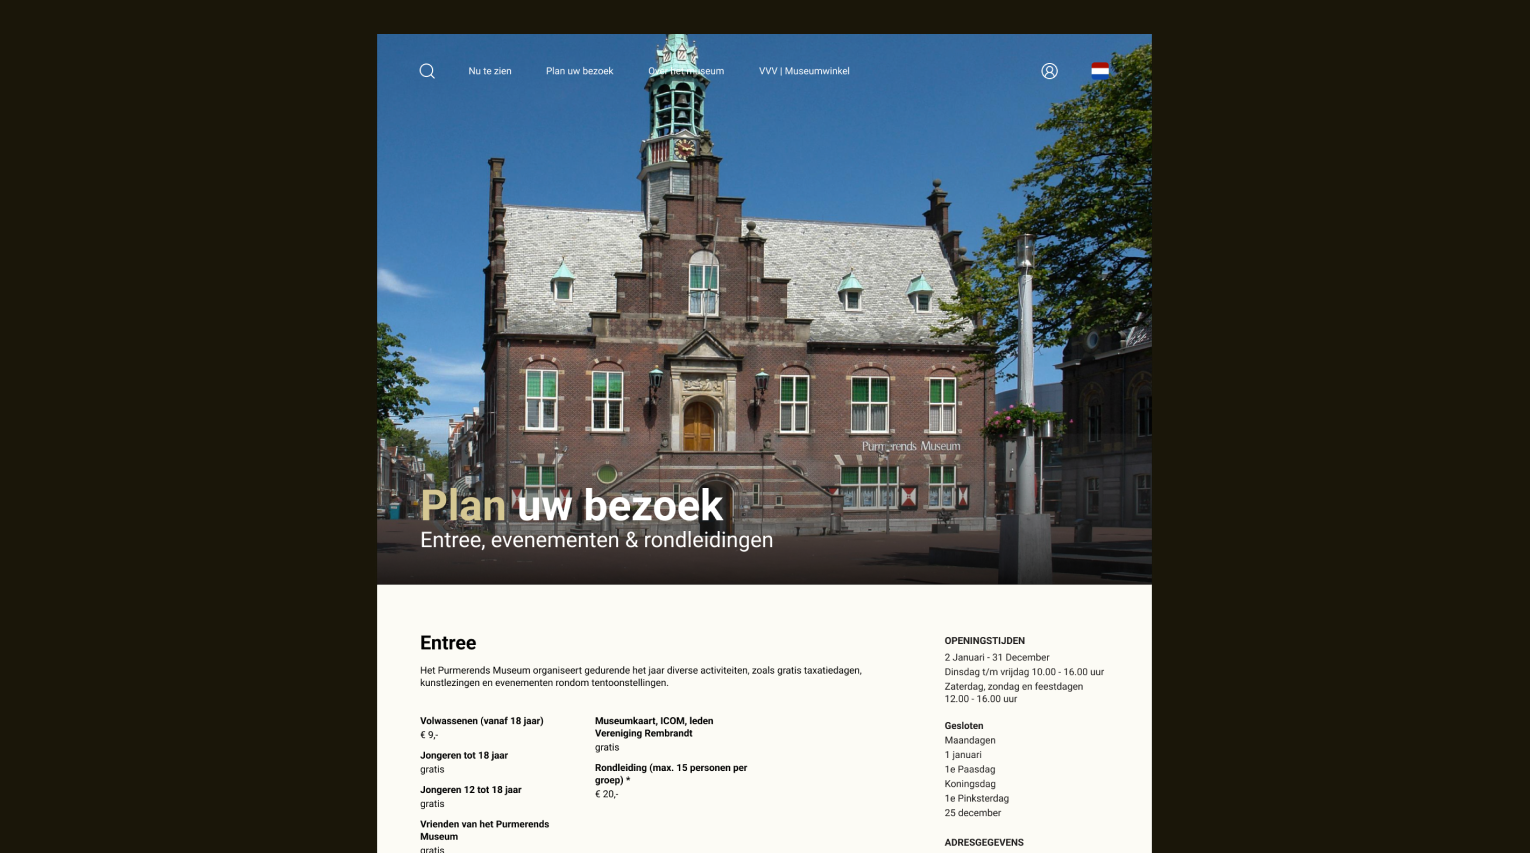 Nu te zien
Plan uw bezoek
Over het museum
VVV | Museumwinkel
Purmerends Museum
Plan uw bezoek
Entree, evenementen & rondleidingen
Entree
Het Purmerends Museum organiseert gedurende het jaar diverse activiteiten, zoals gratis taxatiedagen,
kunstlezingen en evenementen rondom tentoonstellingen.
Volwassenen (vanaf 18 jaar)
€ 9,-
Jongeren tot 18 jaar
gratis
Jongeren 12 tot 18 jaar
gratis
Vrienden van het Purmerends
Museum
gratis
Museumkaart, ICOM, leden
Vereniging Rembrandt
gratis
Rondleiding (max. 15 personen per
groep) *
€ 20,-
OPENINGSTIJDEN
2 Januari - 31 December
Dinsdag t/m vrijdag 10.00 - 16.00 uur
Zaterdag, zondag en feestdagen
12.00 - 16.00 uur
Gesloten
Maandagen
1 januari
1e Paasdag
Koningsdag
1e Pinksterdag
25 december
ADRESGEGEVENS